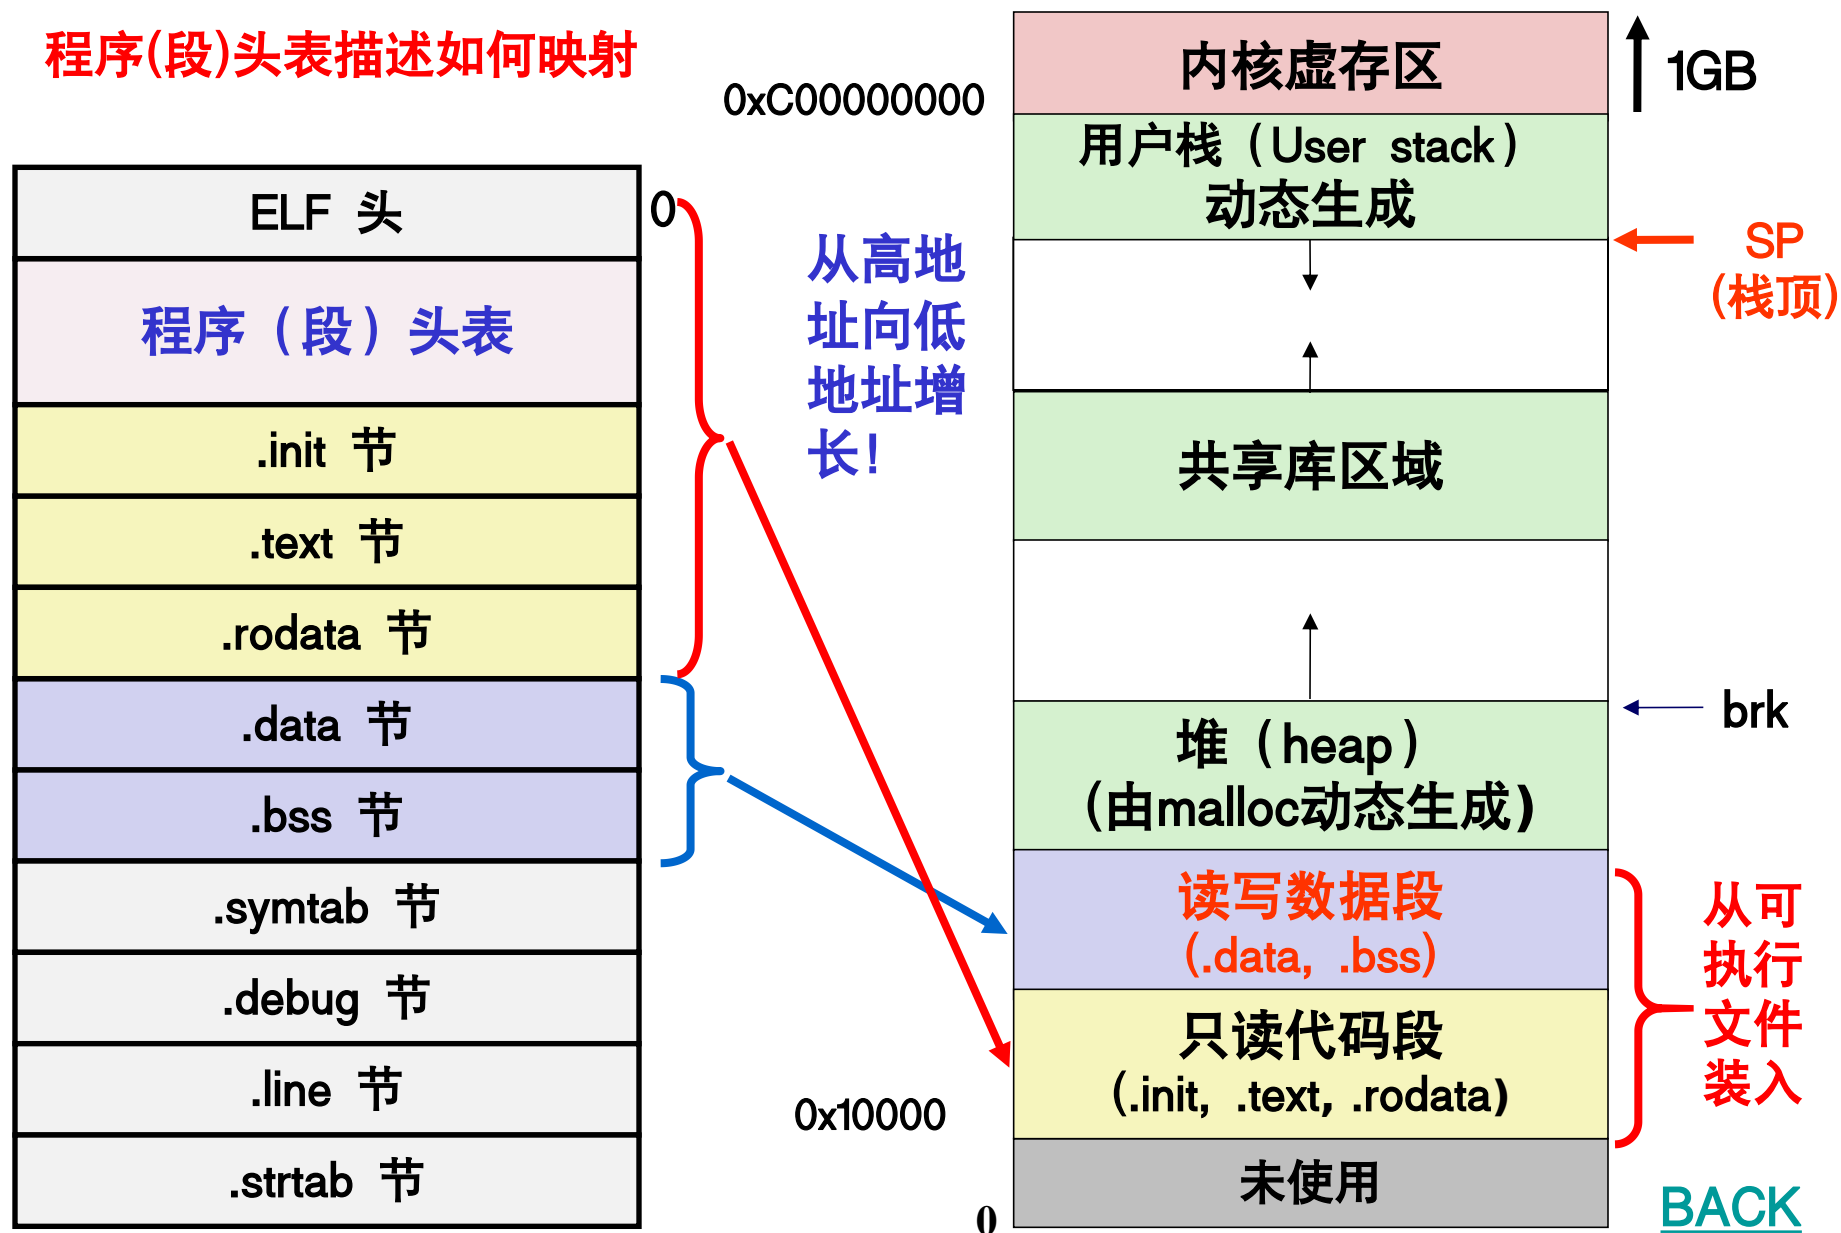 程序(段)头表描述如何映射
ELF 头
0
程序（段）头表
.init 节
.text 节
.rodata 节
.data 节
.bss 节
.symtab 节
.debug 节
.line 节
.strtab 节
从高地
址向低
地址增
长!
0xC00000000
0x10000
0
内核虚存区
用户栈（User stack）
动态生成
共享库区域
堆（heap）
(由malloc动态生成)
读写数据段
(.data, .bss)
只读代码段
(.init, .text, .rodata)
未使用
1GB
SP
(栈顶)
brk
从可
执行
文件
装入
BACK